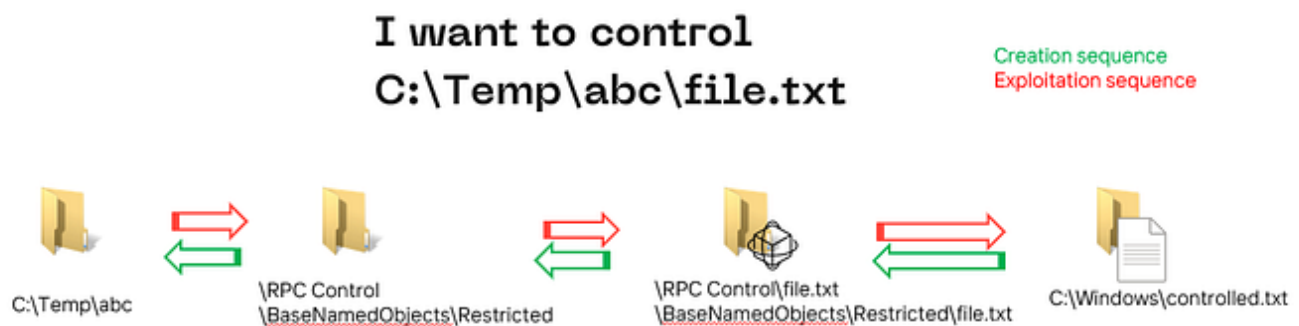 I want to control
C:\Temp\abc\file.txt
Creation sequence
Exploitation sequence
C:\Temp\abc
\RPC Control
\BaseNamedObjects\Restricted
\RPC Control\file.txt
\BaseNamedObjects\Restricted\file.txt
C:\Windows\controlled.txt